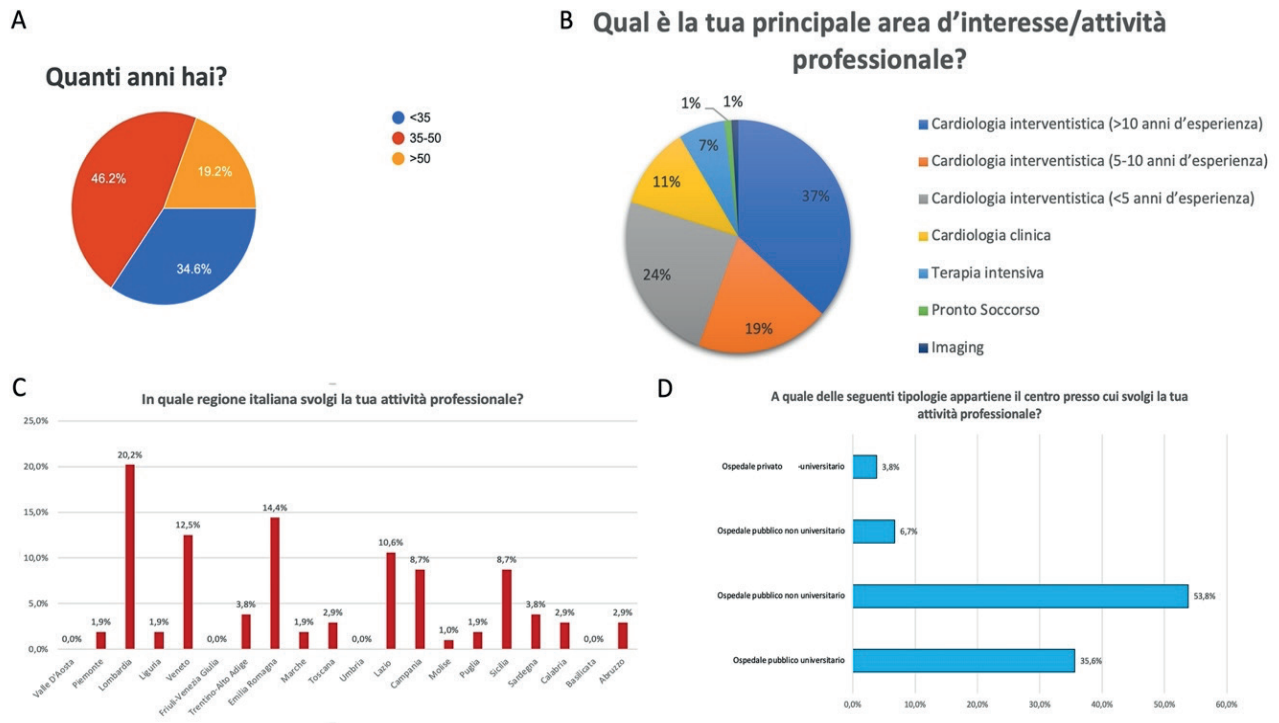 A
Quanti anni hai?
<35
35-50
>50
46.2%
19.2%
34.6%
B
Qual è la tua principale area d'interesse/attività
professionale?
1%
1%
7%
11%
37%
24%
19%
Cardiologia interventistica (>10 anni d'esperienza)
Cardiologia interventistica (5-10 anni d'esperienza)
Cardiologia interventistica (<5 anni d'esperienza)
Cardiologia clinica
Terapia intensiva
Pronto Soccorso
Imaging
C
In quale regione italiana svolgi la tua attività professionale?
25,0%
20,0%
15,0%
10,0%
5,0%
0,0%
0,0%
1,9%
20,2%
1,9%
12,5%
0,0%
3,8%
14,4%
1,9%
2,9%
0,0%
10,6%
8,7%
1,0%
1,9%
8,7%
3,8%
2,9%
0,0%
2,9%
Valle D'Aosta
Piemonte
Lombardia
Liguria
Veneto
Friuli-Venezia Giulia
Trentino-Alto Adige
Emilia Romagna
Marche
Toscana
Umbria
Lazio
Campania
Molise
Puglia
Sicilia
Sardegna
Calabria
Basilicata
Abruzzo
D
A quale delle seguenti tipologie appartiene il centro presso cui svolgi la tua
attività professionale?
Ospedale privato -universitario
3,8%
Ospedale pubblico non universitario
6,7%
Ospedale pubblico non universitario
53,8%
Ospedale pubblico universitario
35,6%
0,0%
10,0%
20,0%
30,0%
40,0%
50,0%
60,0%